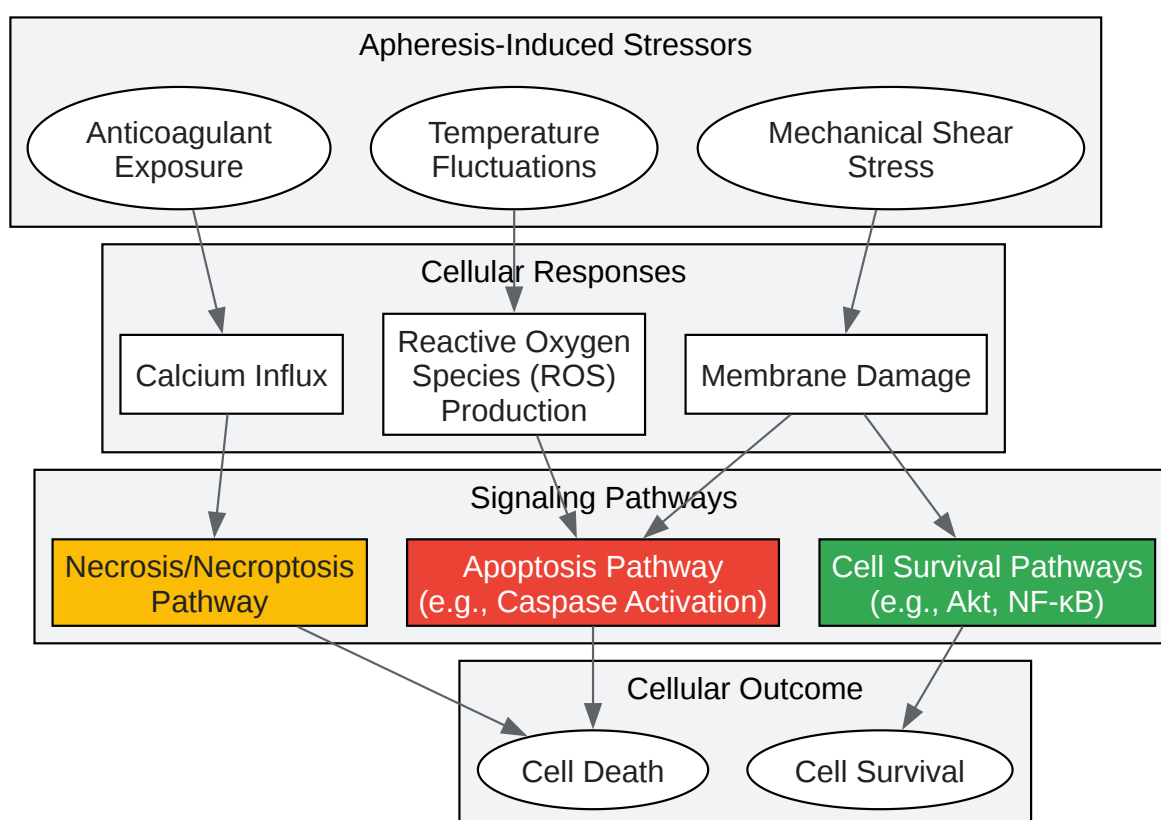 Apheresis-Induced Stressors
Anticoagulant
Exposure
Temperature
Fluctuations
Mechanical Shear
Stress
Cellular Responses
Calcium Influx
Reactive Oxygen
Species (ROS)
Production
Membrane Damage
Signaling Pathways
Necrosis/Necroptosis
Pathway
Apoptosis Pathway
(e.g., Caspase Activation)
Cell Survival Pathways
(e.g., Akt, NF-κB)
Cellular Outcome
Cell Death
Cell Survival